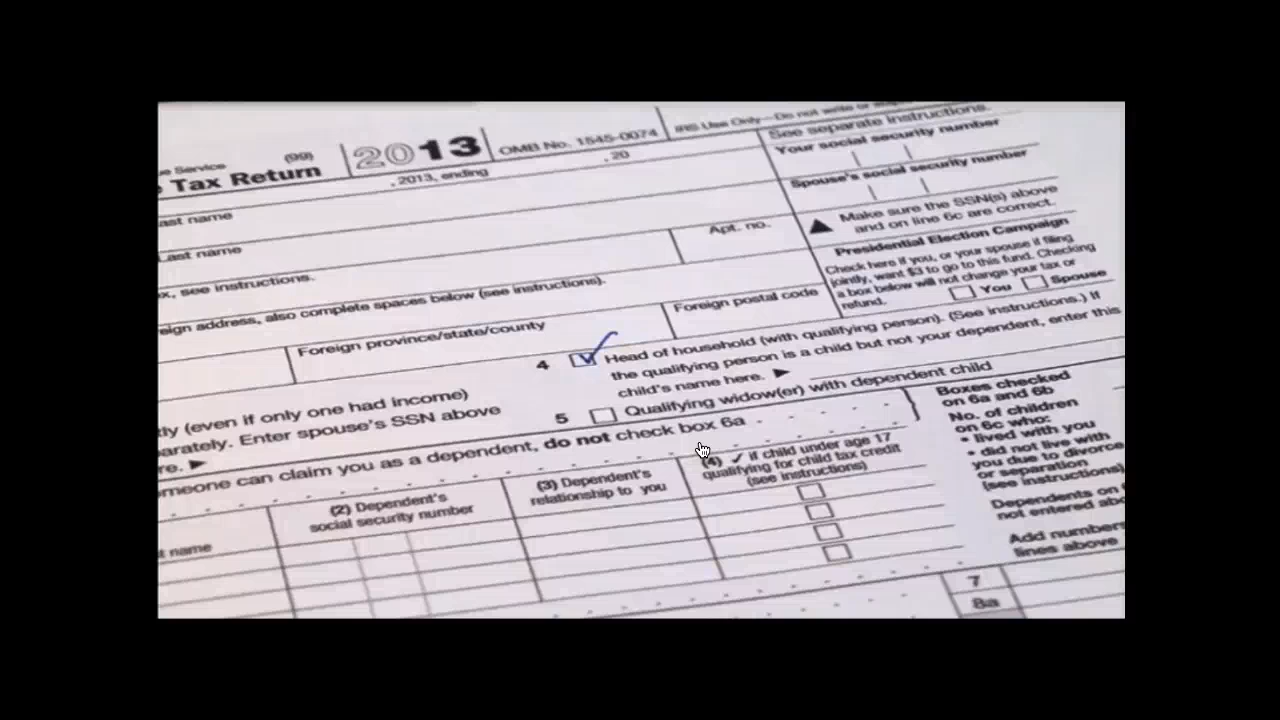 ue Service (99)
Tax Return
2013
OMB No. 1545-0074
IRS Use Only—Do not write or
, 2013, ending , 20
See separate instructions.
Your social security number
ast name
Spouse's social security number
Last name
Apt. no.
Make sure the SSN(s) above
and on line 6c are correct.
x, see instructions.
Presidential Election Campaign
Check here if you, or your spouse if filing
jointly, want $3 to go to this fund. Checking
a box below will not change your tax or
refund. You Spouse
eign address, also complete spaces below (see instructions).
Foreign province/state/county
Foreign postal code
4 Head of household (with qualifying person). (See instructions.) If
the qualifying person is a child but not your dependent, enter this
child's name here. ▶
tly (even if only one had income)
parately. Enter spouse's SSN above
re. ▶
5 Qualifying widow(er) with dependent child
omeone can claim you as a dependent, do not check box 6a
Boxes checked
on 6a and 6b
No. of children
on 6c who:
• lived with you
• did not live with
you due to divorce
or separation
(see instructions)
Dependents on
not entered abo
Add numbers
lines above
t name
(2) Dependent's
social security number
(3) Dependent's
relationship to you
(4) ✓ if child under age 17
qualifying for child tax credit
(see instructions)
7
8a